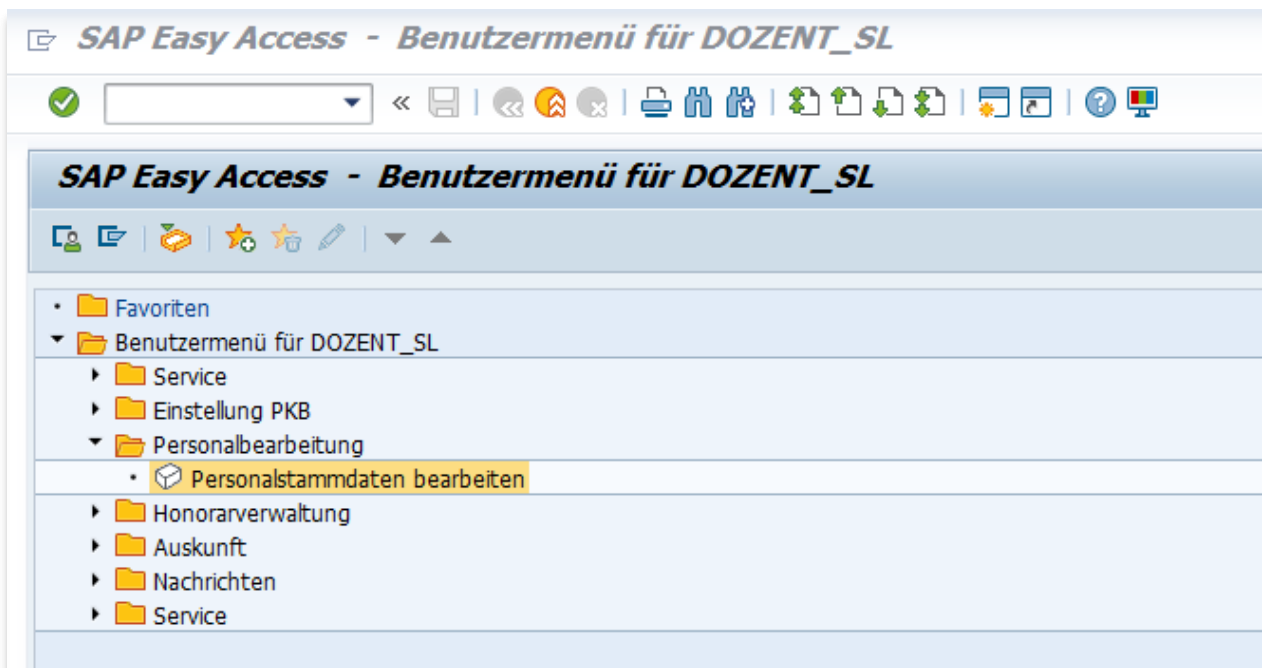 SAP Easy Access - Benutzermenü für DOZENT_SL
SAP Easy Access - Benutzermenü für DOZENT_SL
Favoriten
Benutzermenü für DOZENT_SL
Service
Einstellung PKB
Personalbearbeitung
Personalstammdaten bearbeiten
Honorarverwaltung
Auskunft
Nachrichten
Service